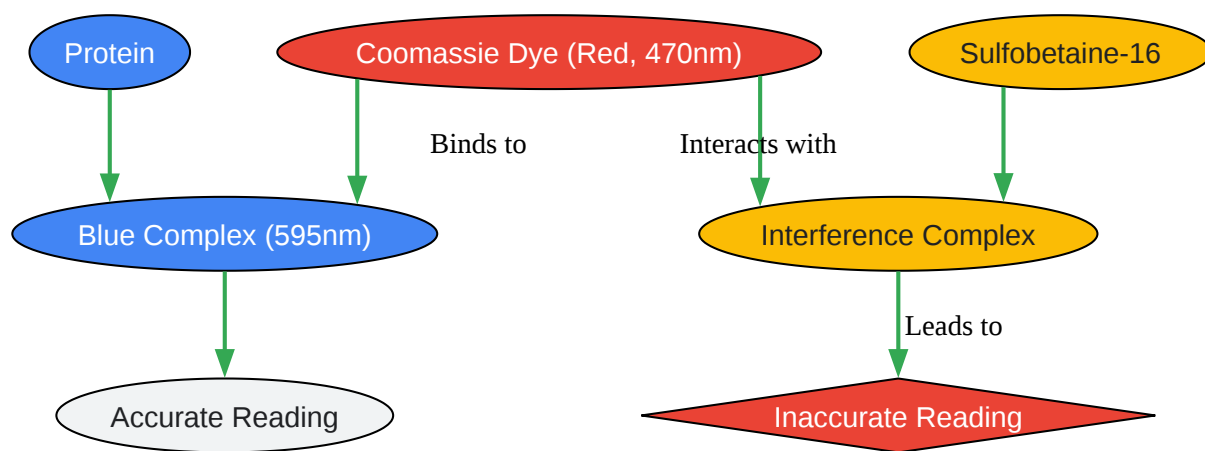 Protein
Coomassie Dye (Red, 470nm)
Sulfobetaine-16
Binds to
Interacts with
Blue Complex (595nm)
Interference Complex
Leads to
Accurate Reading
Inaccurate Reading